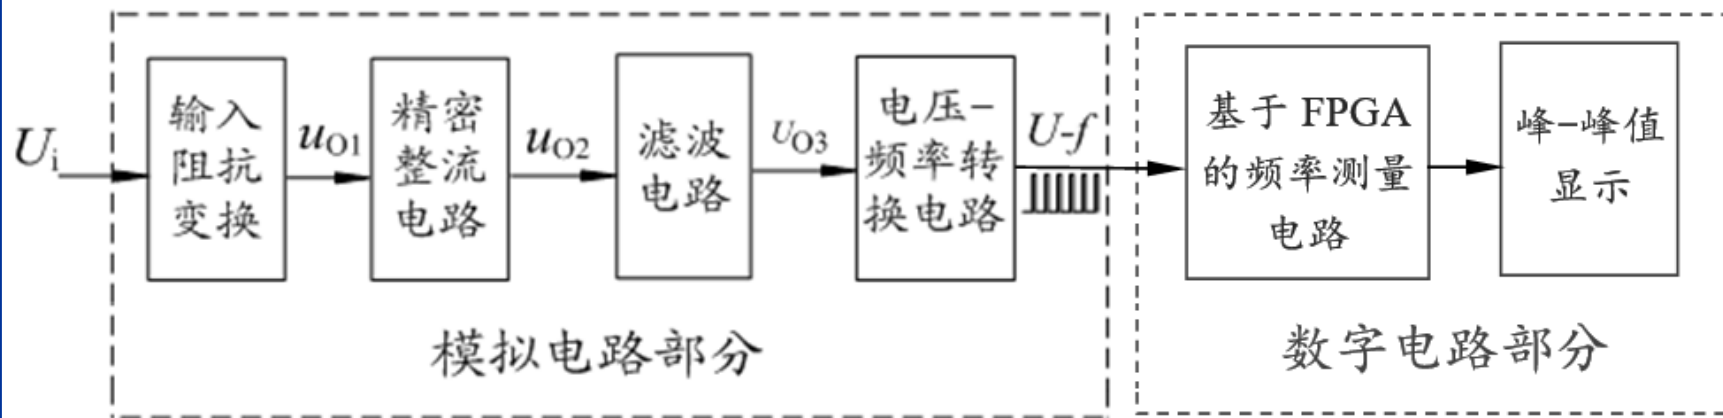 Ui
输入
阻抗
变换
uO1
精密
整流
电路
uO2
滤波
电路
UO3
电压-
频率转
换电路
U-f
基于 FPGA
的频率测量
电路
峰-峰值
显示
模拟电路部分
数字电路部分